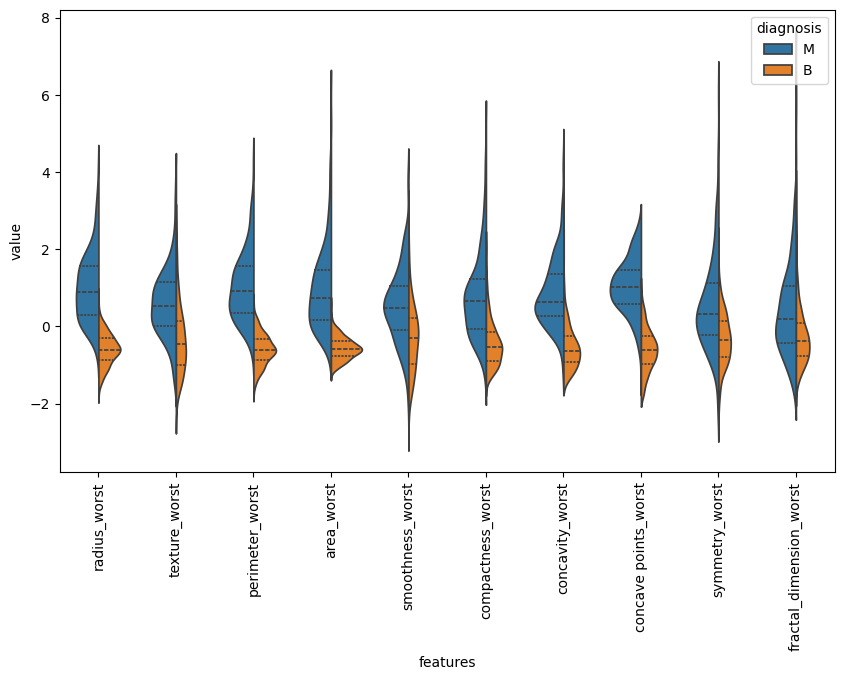 diagnosis
M
B
8
6
4
2
0
−2
value
radius_worst
texture_worst
perimeter_worst
area_worst
smoothness_worst
compactness_worst
concavity_worst
concave points_worst
symmetry_worst
fractal_dimension_worst
features